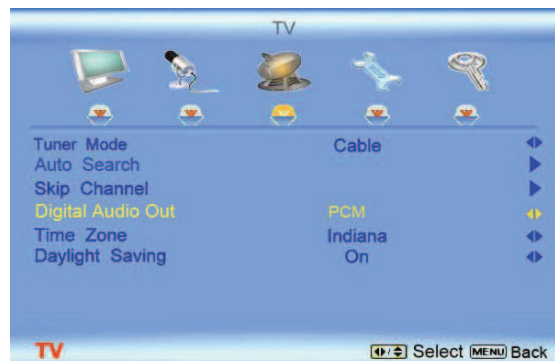 TV
Tuner Mode Cable
Auto Search
Skip Channel
Digital Audio Out PCM
Time Zone Indiana
Daylight Saving On
TV Select MENU Back